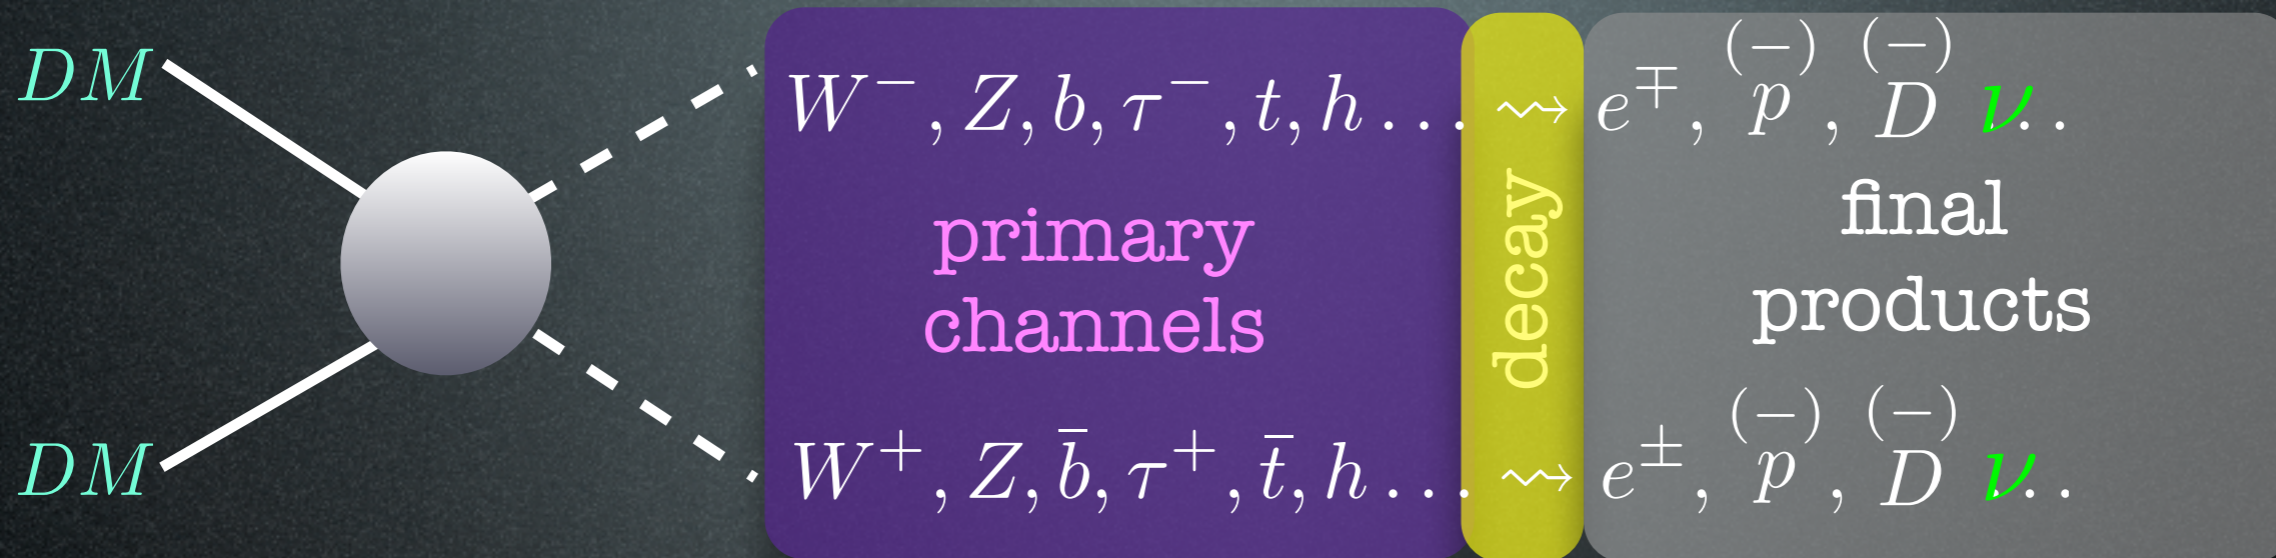 DM
W⁻, Z, b, τ⁻, t, h ... ⇝ e^∓, p^(−), D^(−) ν..
primary
channels
decay
final
products
DM
W⁺, Z, b̄, τ⁺, t̄, h ... ⇝ e^±, p^(−), D^(−) ν..